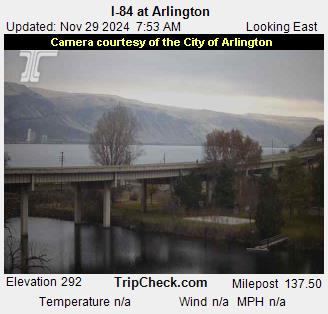 I-84 at Arlington
Updated: Nov 29 2024 7:53 AM Looking East
Camera courtesy of the City of Arlington
Elevation 292 TripCheck.com Milepost 137.50
Temperature n/a Wind n/a MPH n/a